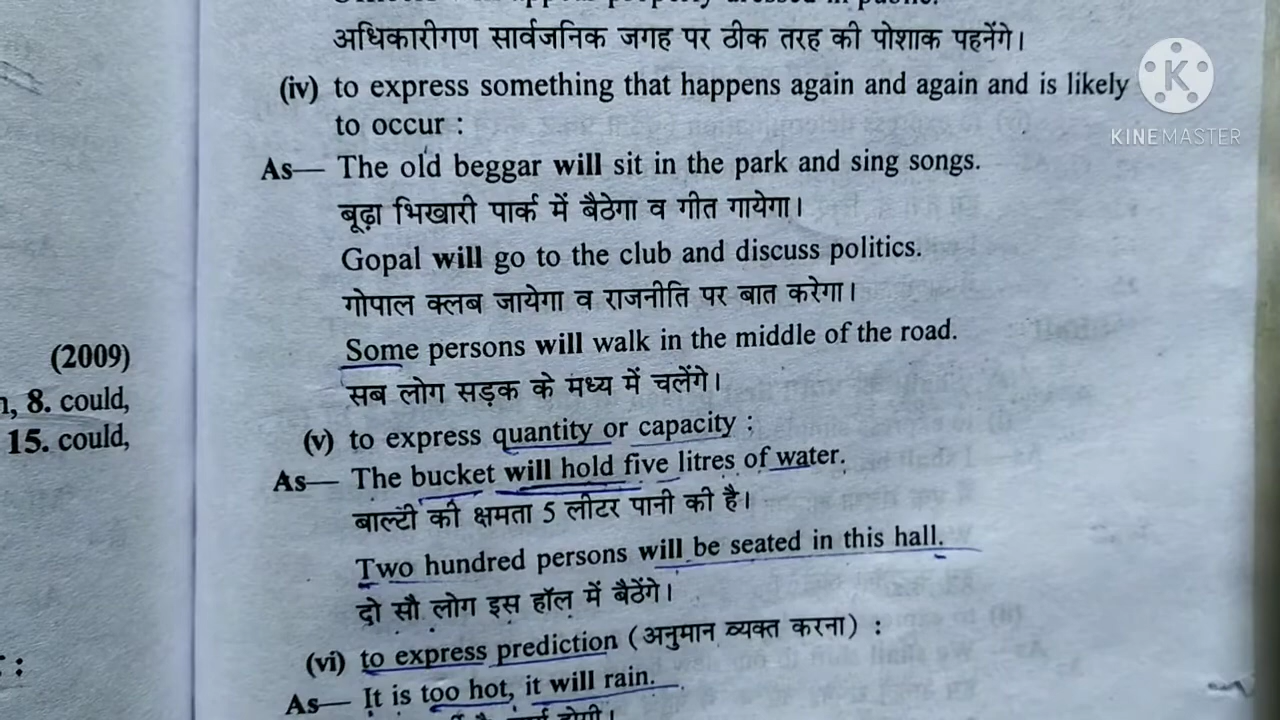 अधिकारीगण सार्वजनिक जगह पर ठीक तरह की पोशाक पहनेंगे।
(iv) to express something that happens again and again and is likely
to occur :
As— The old beggar will sit in the park and sing songs.
बूढ़ा भिखारी पार्क में बैठेगा व गीत गायेगा।
Gopal will go to the club and discuss politics.
गोपाल क्लब जायेगा व राजनीति पर बात करेगा।
Some persons will walk in the middle of the road.
सब लोग सड़क के मध्य में चलेंगे।
(v) to express quantity or capacity :
As— The bucket will hold five litres of water.
बाल्टी की क्षमता 5 लीटर पानी की है।
Two hundred persons will be seated in this hall.
दो सौ लोग इस हॉल में बैठेंगे।
(vi) to express prediction (अनुमान व्यक्त करना) :
As— It is too hot, it will rain.
(2009)
8. could,
15. could,
K
KINEMASTER